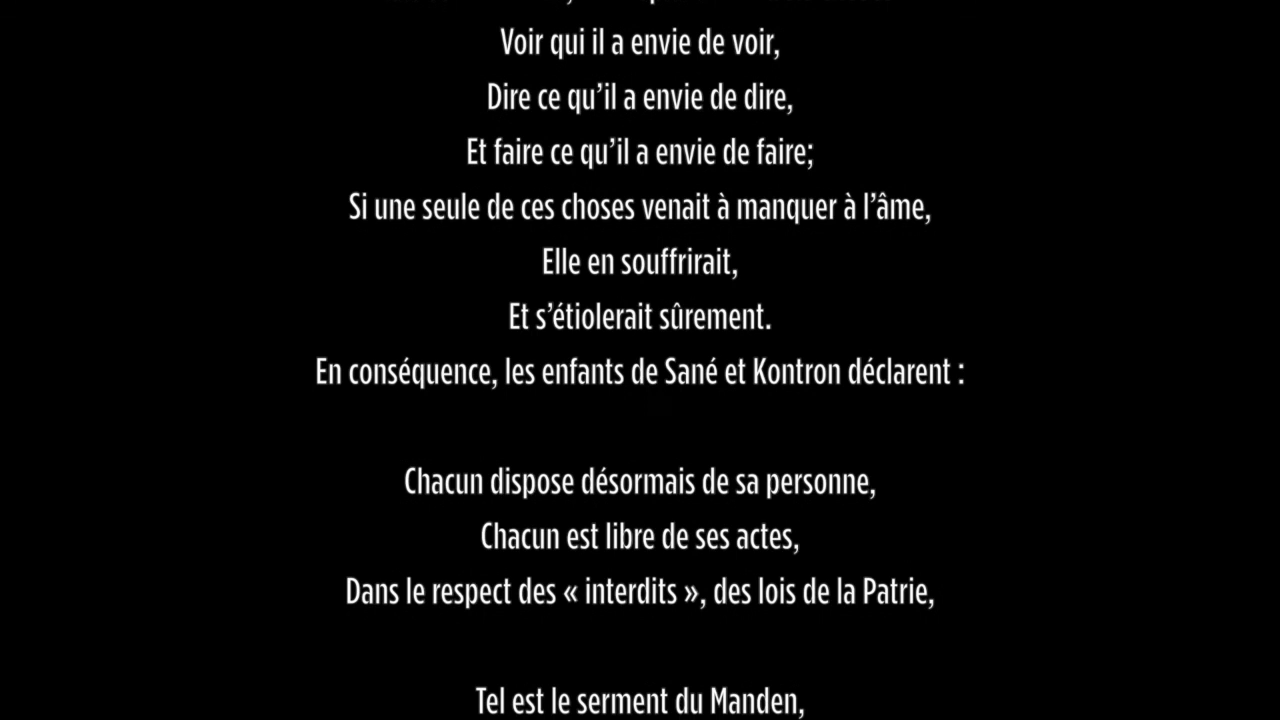 Voir qui il a envie de voir,
Dire ce qu’il a envie de dire,
Et faire ce qu’il a envie de faire;
Si une seule de ces choses venait à manquer à l’âme,
Elle en souffrirait,
Et s’étiolerait sûrement.
En conséquence, les enfants de Sané et Kontron déclarent :
Chacun dispose désormais de sa personne,
Chacun est libre de ses actes,
Dans le respect des « interdits », des lois de la Patrie,
Tel est le serment du Manden,